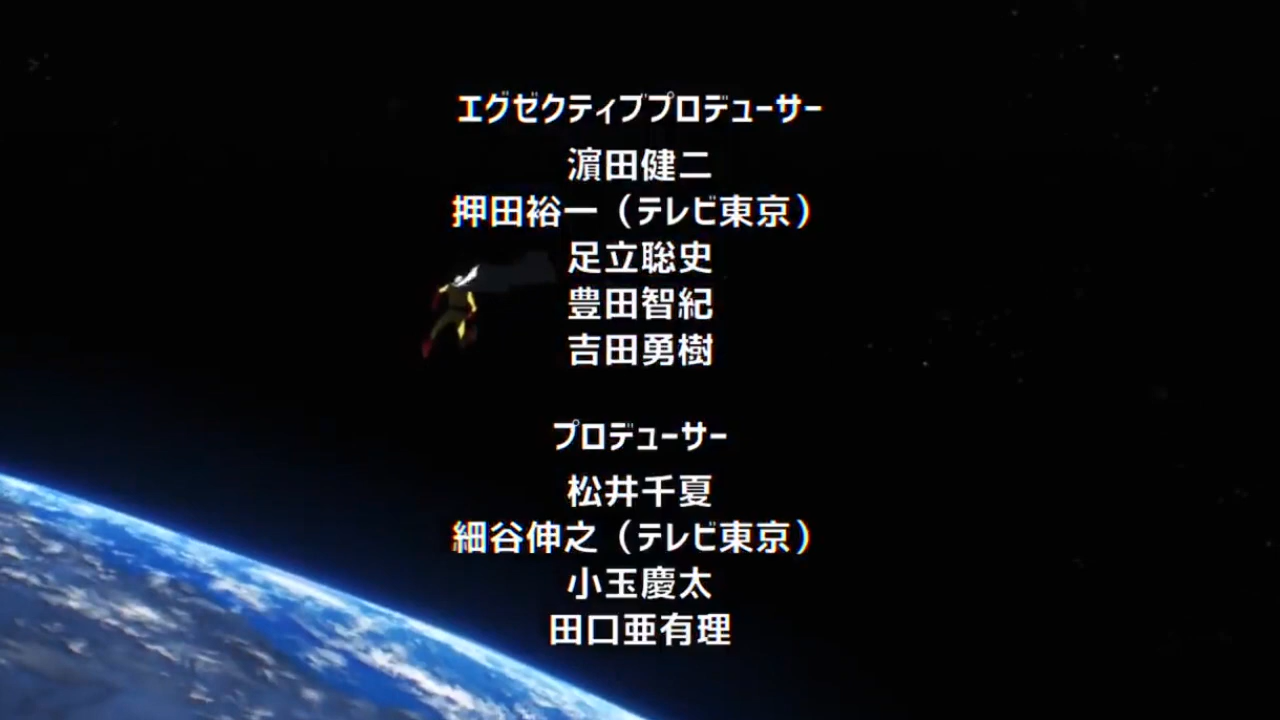 エグゼクティブプロデューサー
濵田健二
押田裕一（テレビ東京）
足立聡史
豊田智紀
吉田勇樹
プロデューサー
松井千夏
細谷伸之（テレビ東京）
小玉慶太
田口亜有理